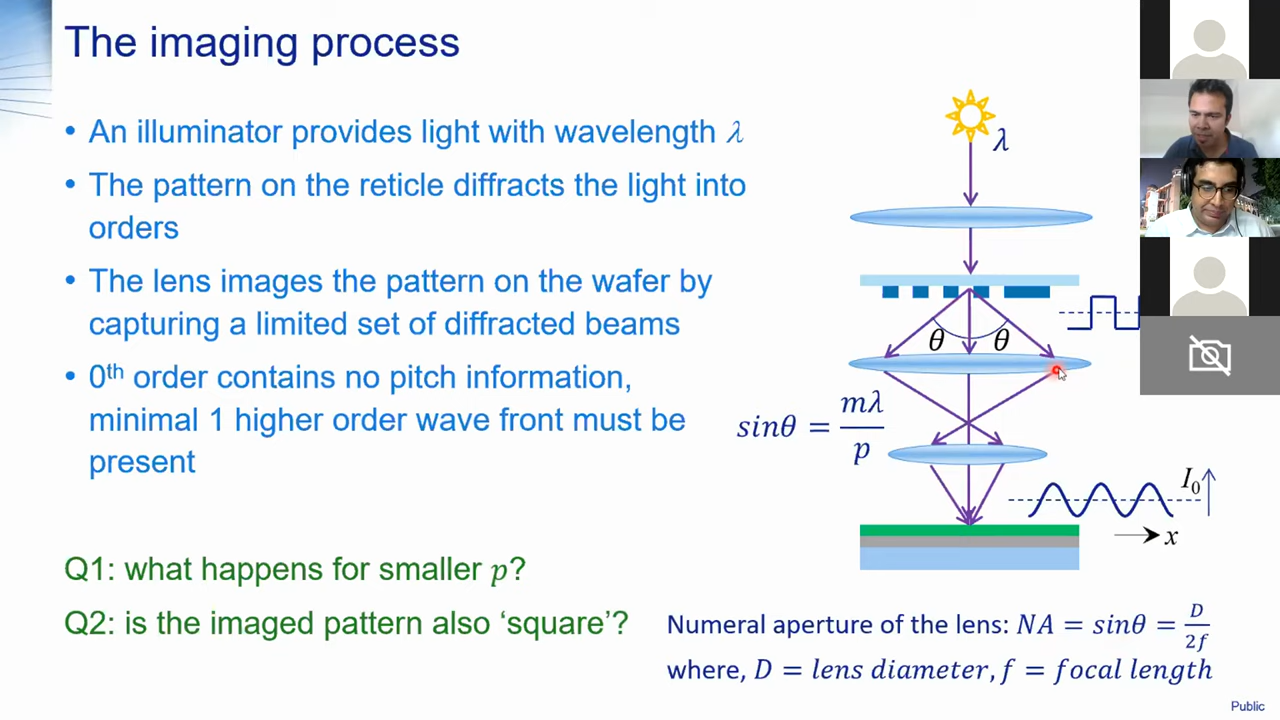 The imaging process
• An illuminator provides light with wavelength λ
• The pattern on the reticle diffracts the light into
orders
• The lens images the pattern on the wafer by
capturing a limited set of diffracted beams
• 0th order contains no pitch information,
minimal 1 higher order wave front must be
present
Q1: what happens for smaller p?
Q2: is the imaged pattern also ‘square’?
λ
θ θ
sinθ = mλ/p
I₀
x
Numeral aperture of the lens: NA = sinθ = D/2f
where, D = lens diameter, f = focal length
Public